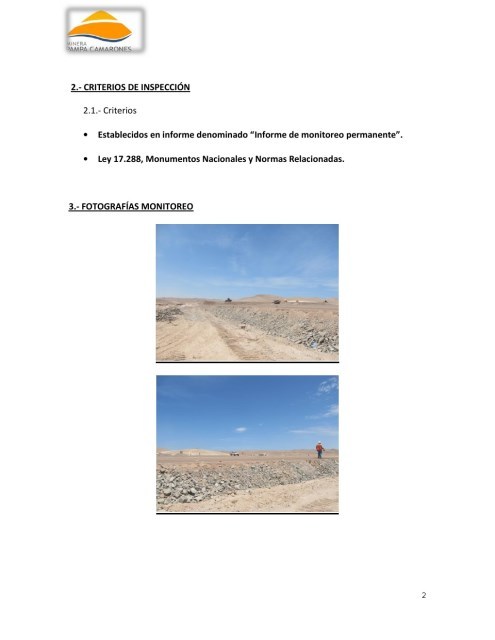 MINERA
PAMPA CAMARONES
2.- CRITERIOS DE INSPECCIÓN
2.1.- Criterios
• Establecidos en informe denominado “Informe de monitoreo permanente”.
• Ley 17.288, Monumentos Nacionales y Normas Relacionadas.
3.- FOTOGRAFÍAS MONITOREO
2